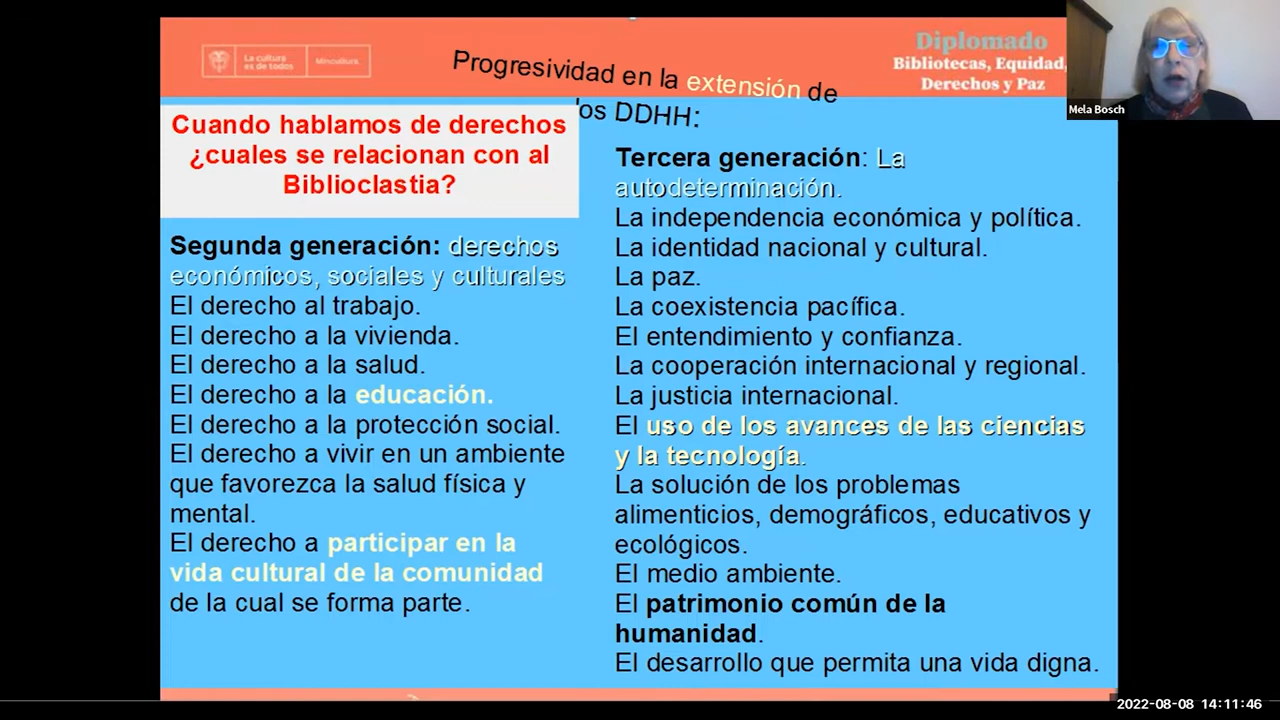 La cultura
es de todos
Mincultura
Progresividad en la extensión de
los DDHH:
Diplomado
Bibliotecas, Equidad,
Derechos y Paz
Mela Bosch
Cuando hablamos de derechos
¿cuales se relacionan con al
Biblioclastia?
Segunda generación: derechos
económicos, sociales y culturales
El derecho al trabajo.
El derecho a la vivienda.
El derecho a la salud.
El derecho a la educación.
El derecho a la protección social.
El derecho a vivir en un ambiente
que favorezca la salud física y
mental.
El derecho a participar en la
vida cultural de la comunidad
de la cual se forma parte.
Tercera generación: La
autodeterminación.
La independencia económica y política.
La identidad nacional y cultural.
La paz.
La coexistencia pacífica.
El entendimiento y confianza.
La cooperación internacional y regional.
La justicia internacional.
El uso de los avances de las ciencias
y la tecnología.
La solución de los problemas
alimenticios, demográficos, educativos y
ecológicos.
El medio ambiente.
El patrimonio común de la
humanidad.
El desarrollo que permita una vida digna.
2022-08-08 14:11:46